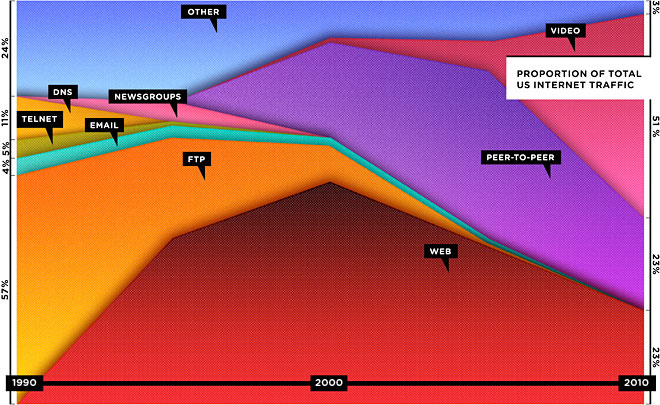 OTHER
3%
VIDEO
24%
PROPORTION OF TOTAL
US INTERNET TRAFFIC
DNS
NEWSGROUPS
11%
TELNET
EMAIL
51 %
5%
4%
FTP
PEER-TO-PEER
WEB
23%
57%
23%
1990
2000
2010